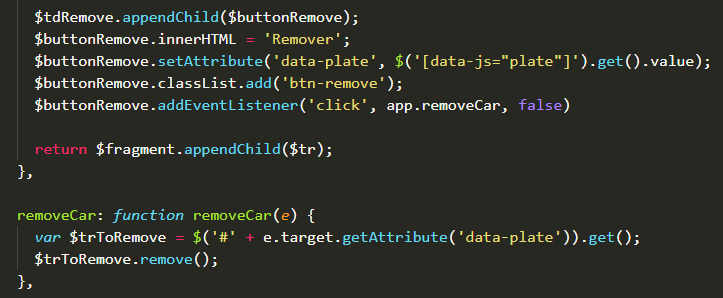 $tdRemove.appendChild($buttonRemove);
$buttonRemove.innerHTML = 'Remover';
$buttonRemove.setAttribute('data-plate', $('[data-js="plate"]').get().value);
$buttonRemove.classList.add('btn-remove');
$buttonRemove.addEventListener('click', app.removeCar, false)
return $fragment.appendChild($tr);
},
removeCar: function removeCar(e) {
var $trToRemove = $('#' + e.target.getAttribute('data-plate')).get();
$trToRemove.remove();
},